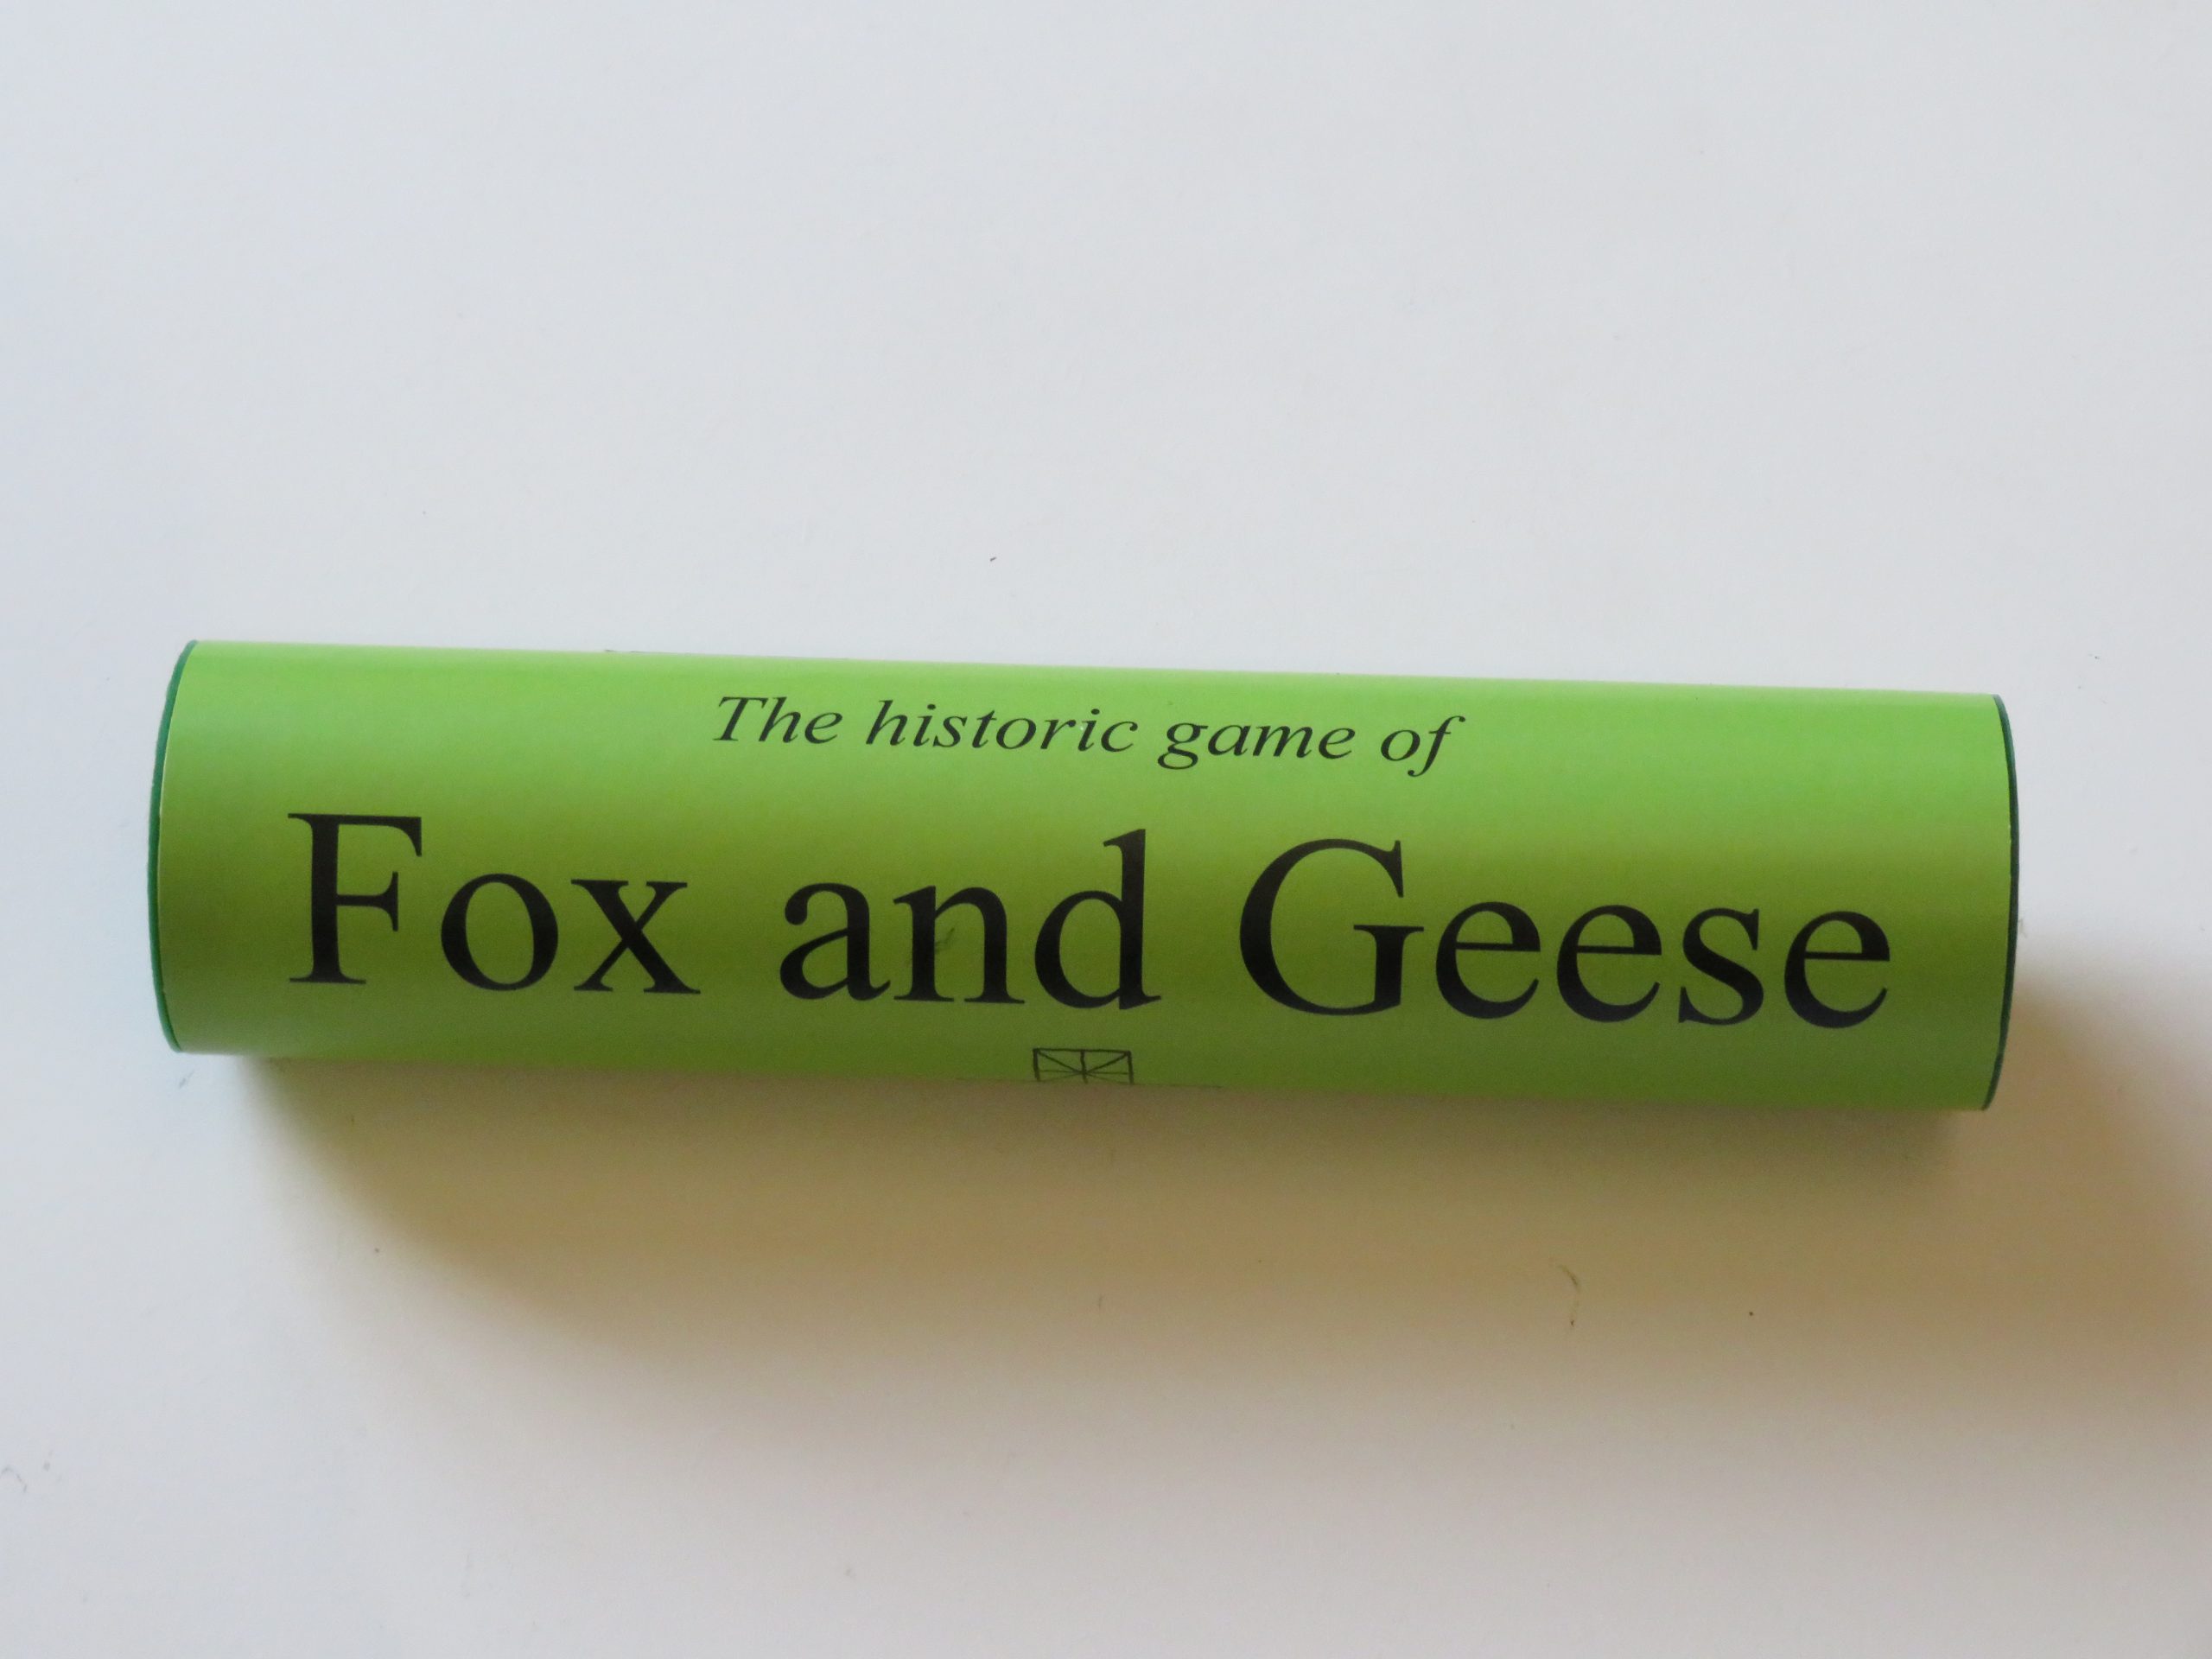 The historic game of
Fox and Geese